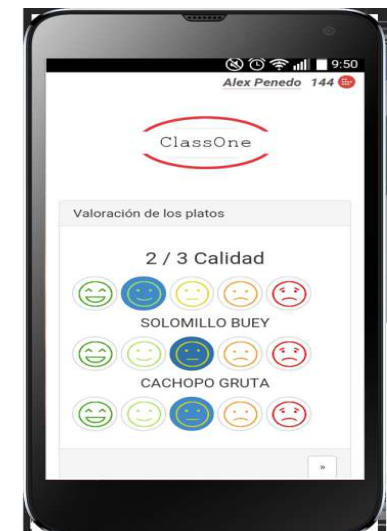 9:50
Alex Penedo 144
ClassOne
Valoración de los platos
2 / 3 Calidad
SOLOMILLO BUEY
CACHOPO GRUTA
»